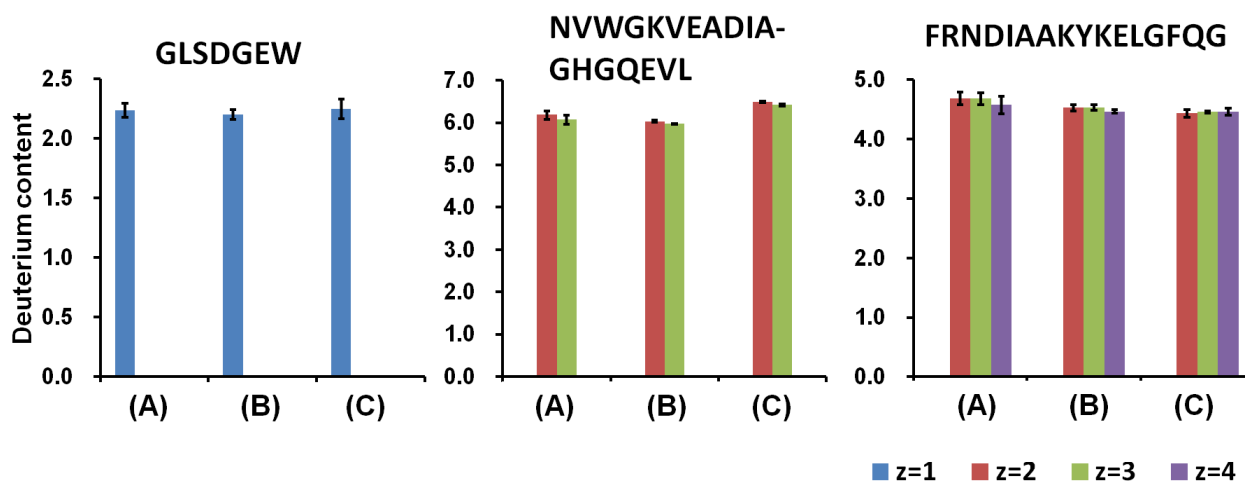 GLSDGEW
NVWGKVEADIA-
GHGQEVL
FRNDIAAKYKELGFQG
Deuterium content
2.5
2.0
1.5
1.0
0.5
0.0
(A) (B) (C)
7.0
6.0
5.0
4.0
3.0
2.0
1.0
0.0
(A) (B) (C)
5.0
4.0
3.0
2.0
1.0
0.0
(A) (B) (C)
z=1 z=2 z=3 z=4